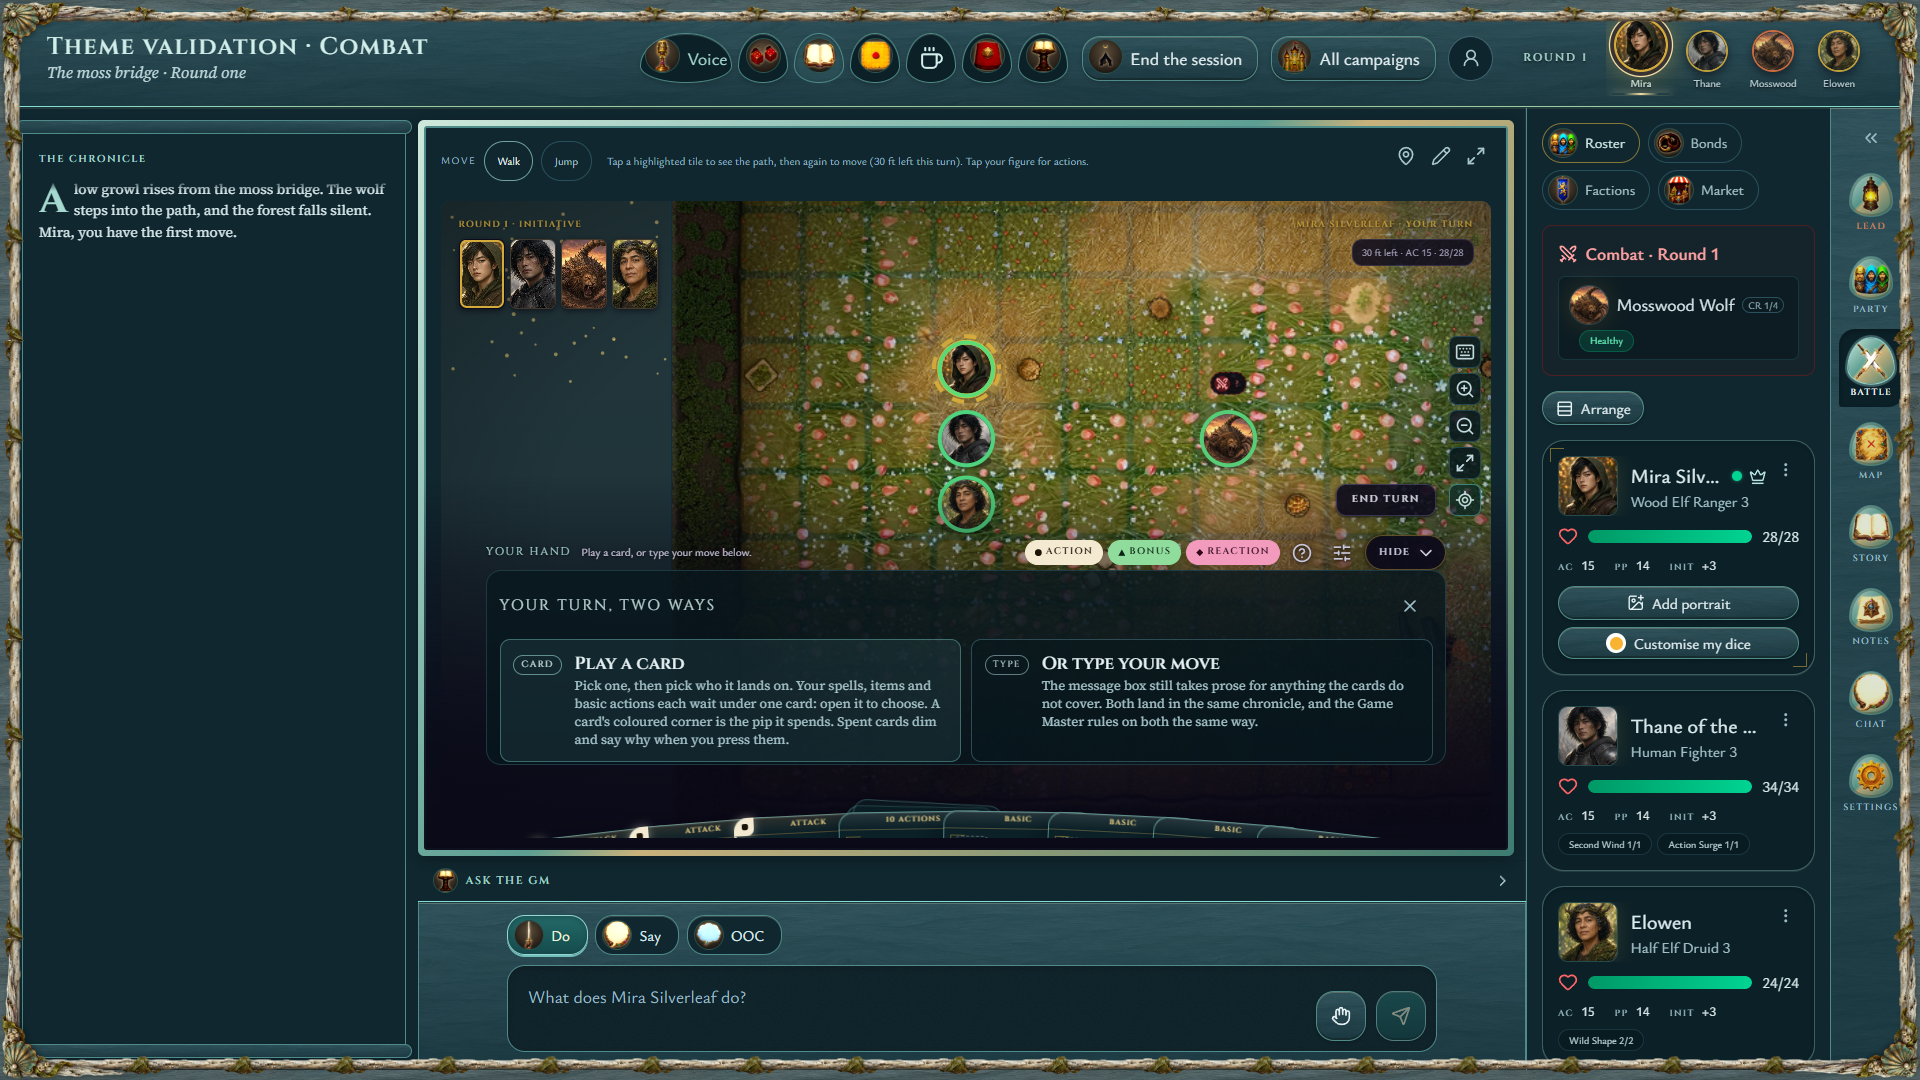 Theme validation · Combat
The moss bridge · Round one
Voice
End the session
All campaigns
ROUND 1
Mira
Thane
Mosswood
Elowen
THE CHRONICLE
A low growl rises from the moss bridge. The wolf
steps into the path, and the forest falls silent.
Mira, you have the first move.
MOVE
Walk
Jump
Tap a highlighted tile to see the path, then again to move (30 ft left this turn). Tap your figure for actions.
ROUND 1 · INITIATIVE
MIRA SILVERLEAF · YOUR TURN
30 ft left · AC 15 · 28/28
END TURN
YOUR HAND
Play a card, or type your move below.
ACTION
BONUS
REACTION
HIDE
YOUR TURN, TWO WAYS
CARD
PLAY A CARD
Pick one, then pick who it lands on. Your spells, items and
basic actions each wait under one card: open it to choose. A
card's coloured corner is the pip it spends. Spent cards dim
and say why when you press them.
TYPE
OR TYPE YOUR MOVE
The message box still takes prose for anything the cards do
not cover. Both land in the same chronicle, and the Game
Master rules on both the same way.
ATTACK
ATTACK
10 ACTIONS
BASIC
BASIC
BASIC
ASK THE GM
Do
Say
OOC
What does Mira Silverleaf do?
Roster
Bonds
Factions
Market
Combat · Round 1
Mosswood Wolf
CR 1/4
Healthy
Arrange
Mira Silv...
Wood Elf Ranger 3
28/28
AC 15 PP 14 INIT +3
Add portrait
Customise my dice
Thane of the ...
Human Fighter 3
34/34
AC 15 PP 14 INIT +3
Second Wind 1/1
Action Surge 1/1
Elowen
Half Elf Druid 3
24/24
AC 15 PP 14 INIT +3
Wild Shape 2/2
LEAD
PARTY
BATTLE
MAP
STORY
NOTES
CHAT
SETTINGS